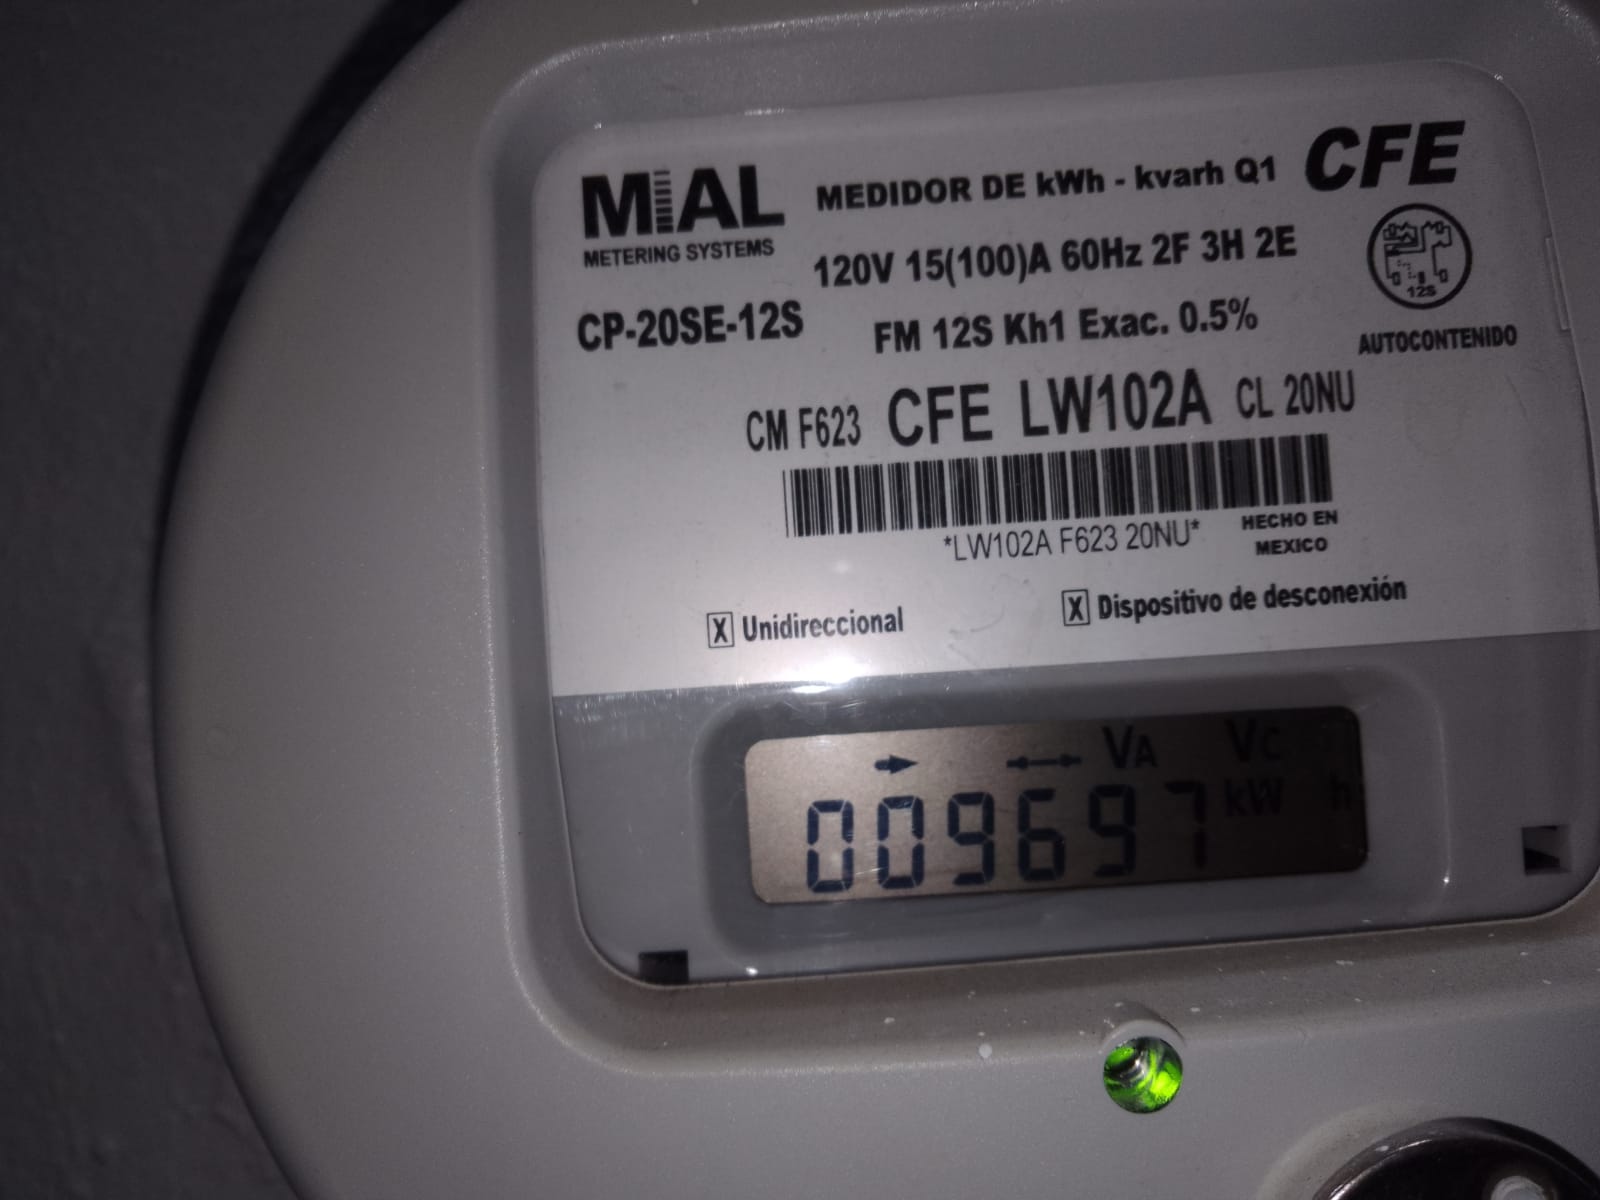 MIAL
METERING SYSTEMS
MEDIDOR DE kWh - kvarh Q1
CFE
120V 15(100)A 60Hz 2F 3H 2E
12S
CP-20SE-12S
FM 12S Kh1 Exac. 0.5%
AUTOCONTENIDO
CM F623 CFE LW102A CL 20NU
*LW102A F623 20NU*
HECHO EN
MEXICO
X Unidireccional
X Dispositivo de desconexión
VA VC
009697 kW h